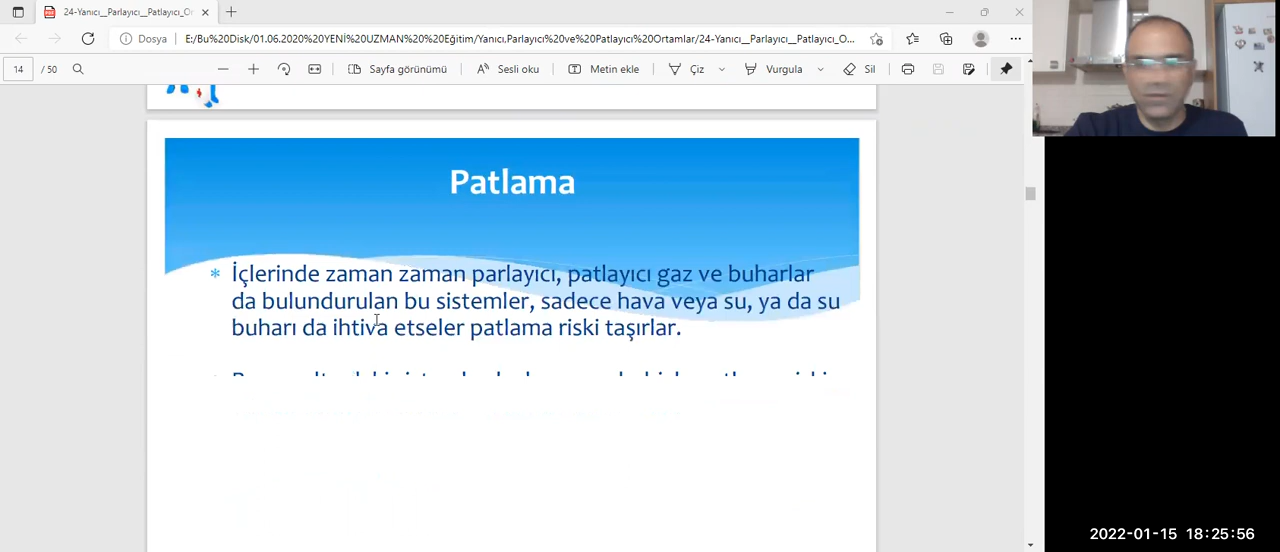 24-Yanıcı__Parlayıcı__Patlayıcı_Or
Dosya
E:/Bu%20Disk/01.06.2020%20YENİ%20UZMAN%20%20Eğitim/Yanıcı,Parlayıcı%20ve%20Patlayıcı%20Ortamlar/24-Yanıcı__Parlayıcı__Patlayıcı_O...
14 / 50
Sayfa görünümü
Sesli oku
Metin ekle
Çiz
Vurgula
Sil
Patlama
* İçlerinde zaman zaman parlayıcı, patlayıcı gaz ve buharlar
da bulundurulan bu sistemler, sadece hava veya su, ya da su
buharı da ihtiva etseler patlama riski taşırlar.
2022-01-15 18:25:56